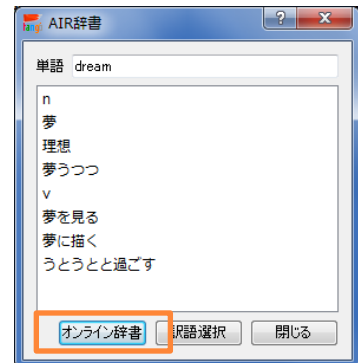 AIR辞書
単語 dream
n
夢
理想
夢うつつ
v
夢を見る
夢に描く
うとうとと過ごす
オンライン辞書 訳語選択 閉じる